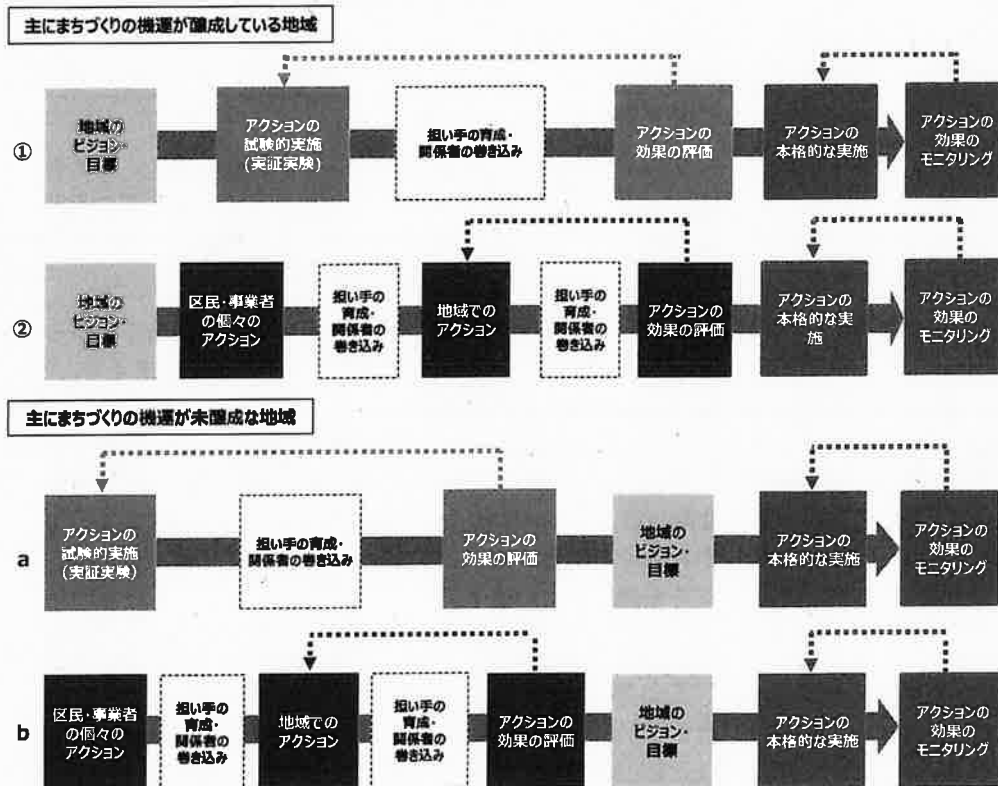 主にまちづくりの機運が醸成している地域
①
地域の
ビジョン・
目標
アクションの
試験的実施
(実証実験)
担い手の育成・
関係者の巻き込み
アクションの
効果の評価
アクションの
本格的な実施
アクションの
効果の
モニタリング
②
地域の
ビジョン・
目標
区民・事業者
の個々の
アクション
担い手の
育成・
関係者の
巻き込み
地域での
アクション
担い手の
育成・
関係者の
巻き込み
アクションの
効果の評価
アクションの
本格的な実
施
アクションの
効果の
モニタリング
主にまちづくりの機運が未醸成な地域
a
アクションの
試験的実施
(実証実験)
担い手の育成・
関係者の巻き込み
アクションの
効果の評価
地域の
ビジョン・
目標
アクションの
本格的な実施
アクションの
効果の
モニタリング
b
区民・事業者
の個々の
アクション
担い手の
育成・
関係者の
巻き込み
地域での
アクション
担い手の
育成・
関係者の
巻き込み
アクションの
効果の評価
地域の
ビジョン・
目標
アクションの
本格的な実施
アクションの
効果の
モニタリング